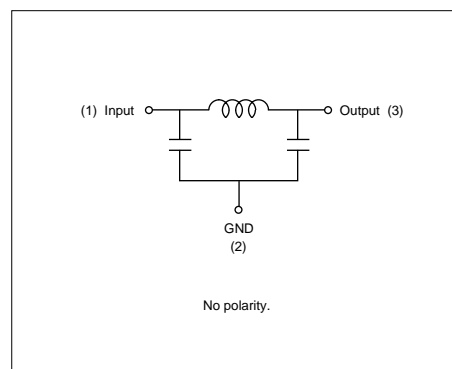 (1) Input
Output (3)
GND
(2)
No polarity.